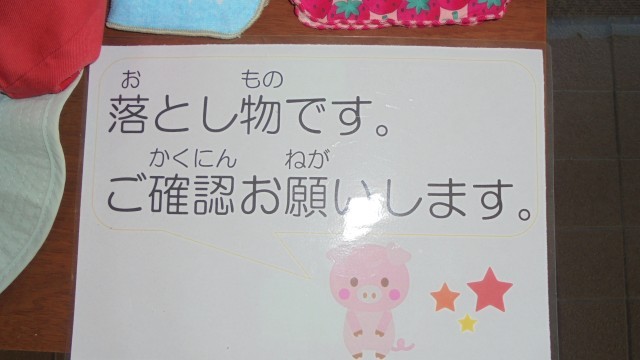 お もの
落とし物です。
かくにん ねが
ご確認お願いします。